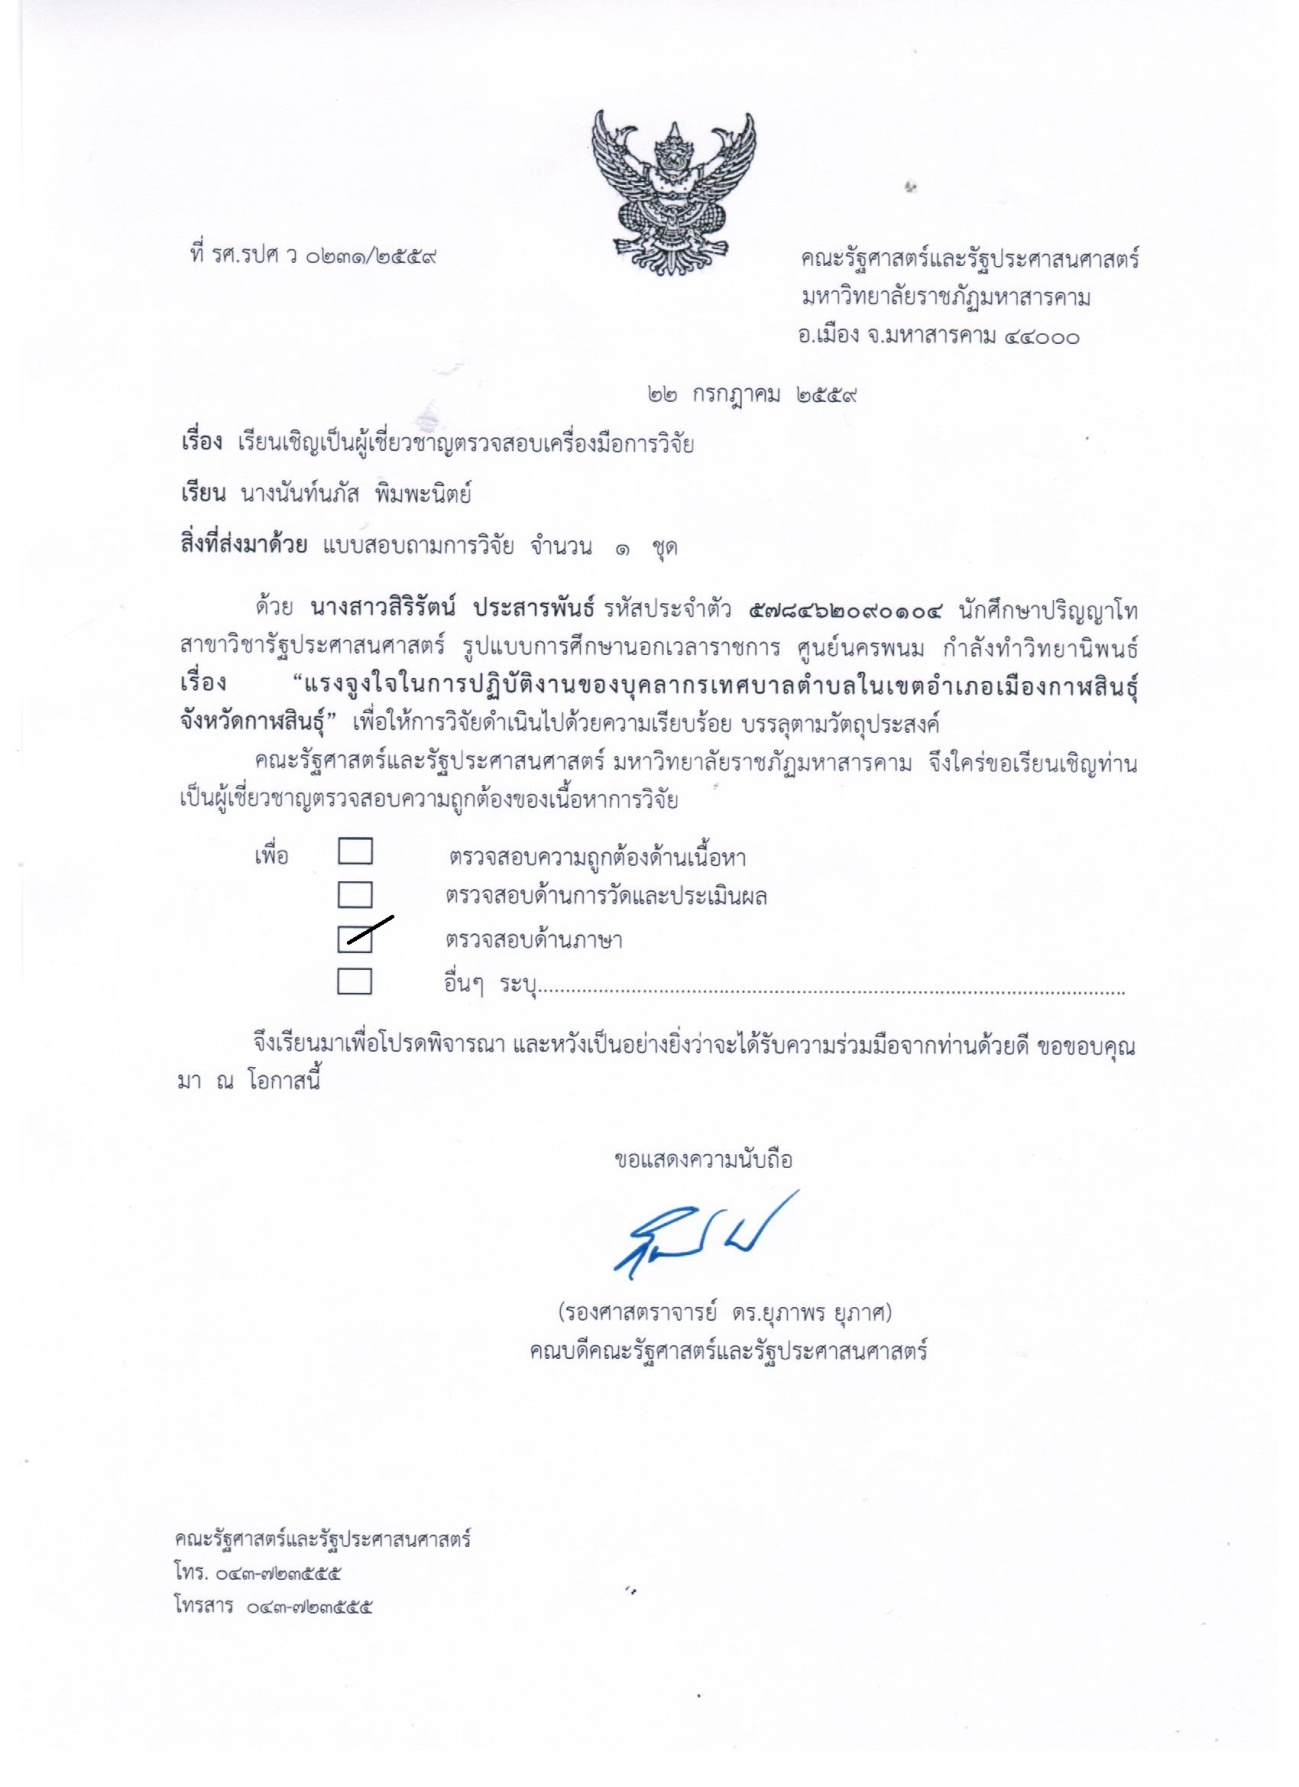 ที่ รศ.รปศ ว ๐๒๓๑/๒๕๕๙
คณะรัฐศาสตร์และรัฐประศาสนศาสตร์
มหาวิทยาลัยราชภัฏมหาสารคาม
อ.เมือง จ.มหาสารคาม ๔๔๐๐๐
๒๒ กรกฎาคม ๒๕๕๙
เรื่อง เรียนเชิญเป็นผู้เชี่ยวชาญตรวจสอบเครื่องมือการวิจัย
เรียน นางนันท์นภัส พิมพะนิตย์
สิ่งที่ส่งมาด้วย แบบสอบถามการวิจัย จำนวน ๑ ชุด
ด้วย นางสาวสิริรัตน์ ประสารพันธ์ รหัสประจำตัว ๕๗๘๔๖๒๐๙๐๑๐๔ นักศึกษาปริญญาโท
สาขาวิชารัฐประศาสนศาสตร์ รูปแบบการศึกษานอกเวลาราชการ ศูนย์นครพนม กำลังทำวิทยานิพนธ์
เรื่อง “แรงจูงใจในการปฏิบัติงานของบุคลากรเทศบาลตำบลในเขตอำเภอเมืองกาฬสินธุ์
จังหวัดกาฬสินธุ์” เพื่อให้การวิจัยดำเนินไปด้วยความเรียบร้อย บรรลุตามวัตถุประสงค์
คณะรัฐศาสตร์และรัฐประศาสนศาสตร์ มหาวิทยาลัยราชภัฏมหาสารคาม จึงใคร่ขอเรียนเชิญท่าน
เป็นผู้เชี่ยวชาญตรวจสอบความถูกต้องของเนื้อหาการวิจัย
เพื่อ ตรวจสอบความถูกต้องด้านเนื้อหา
ตรวจสอบด้านการวัดและประเมินผล
ตรวจสอบด้านภาษา
อื่นๆ ระบุ..........................................................................................................
จึงเรียนมาเพื่อโปรดพิจารณา และหวังเป็นอย่างยิ่งว่าจะได้รับความร่วมมือจากท่านด้วยดี ขอขอบคุณ
มา ณ โอกาสนี้
ขอแสดงความนับถือ
(รองศาสตราจารย์ ดร.ยุภาพร ยุภาศ)
คณบดีคณะรัฐศาสตร์และรัฐประศาสนศาสตร์
คณะรัฐศาสตร์และรัฐประศาสนศาสตร์
โทร. ๐๔๓-๗๒๓๕๕๕
โทรสาร ๐๔๓-๗๒๓๕๕๕